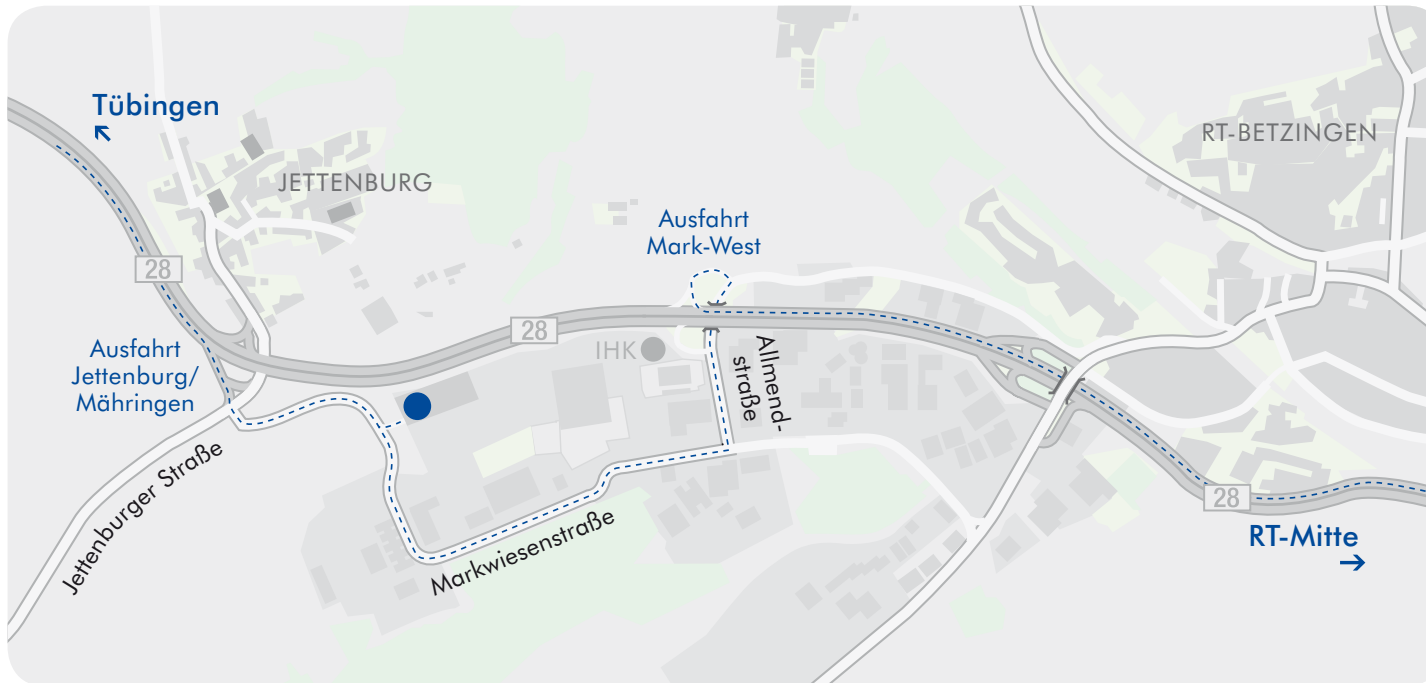 Tübingen
RT-BETZINGEN
JETTENBURG
Ausfahrt
Mark-West
28
28
IHK
Ausfahrt
Jettenburg/
Mähringen
Allmend-
straße
Jettenburger Straße
28
Markwiesenstraße
RT-Mitte